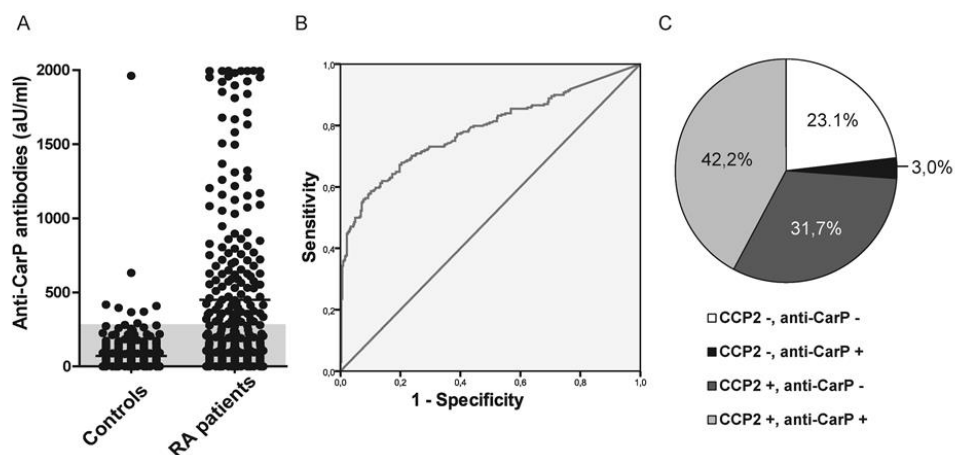 A
Anti-CarP antibodies (aU/ml)
2000
1500
1000
500
0
Controls
RA patients
B
Sensitivity
1,0
0,8
0,6
0,4
0,2
0,0
0,0 0,2 0,4 0,6 0,8 1,0
1 - Specificity
C
23.1%
3,0%
31,7%
42,2%
CCP2 -, anti-CarP -
CCP2 -, anti-CarP +
CCP2 +, anti-CarP -
CCP2 +, anti-CarP +